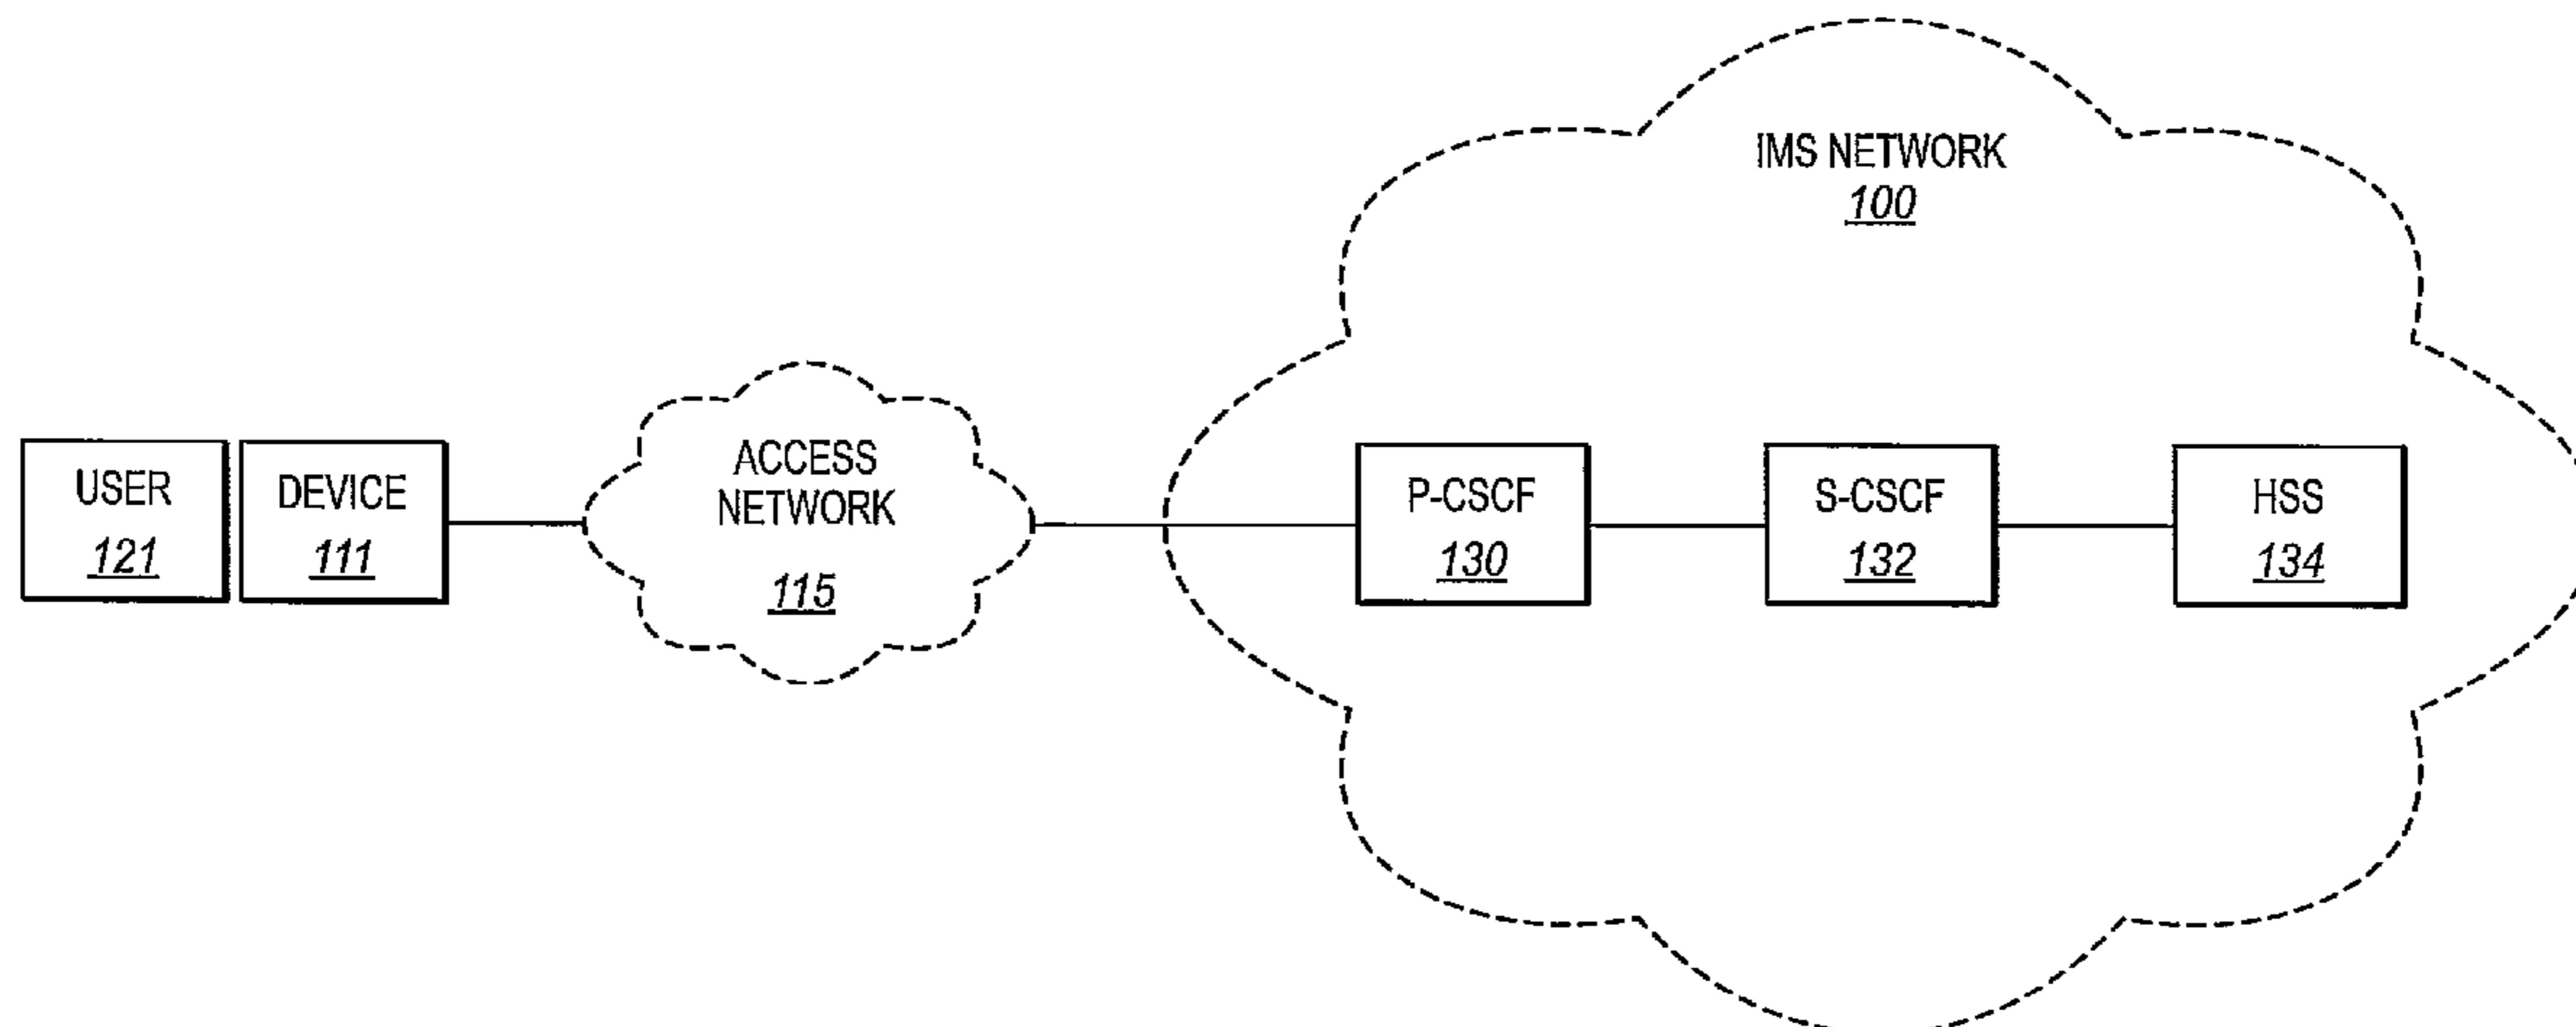 IMS NETWORK
100
USER
121
DEVICE
111
ACCESS
NETWORK
115
P-CSCF
130
S-CSCF
132
HSS
134